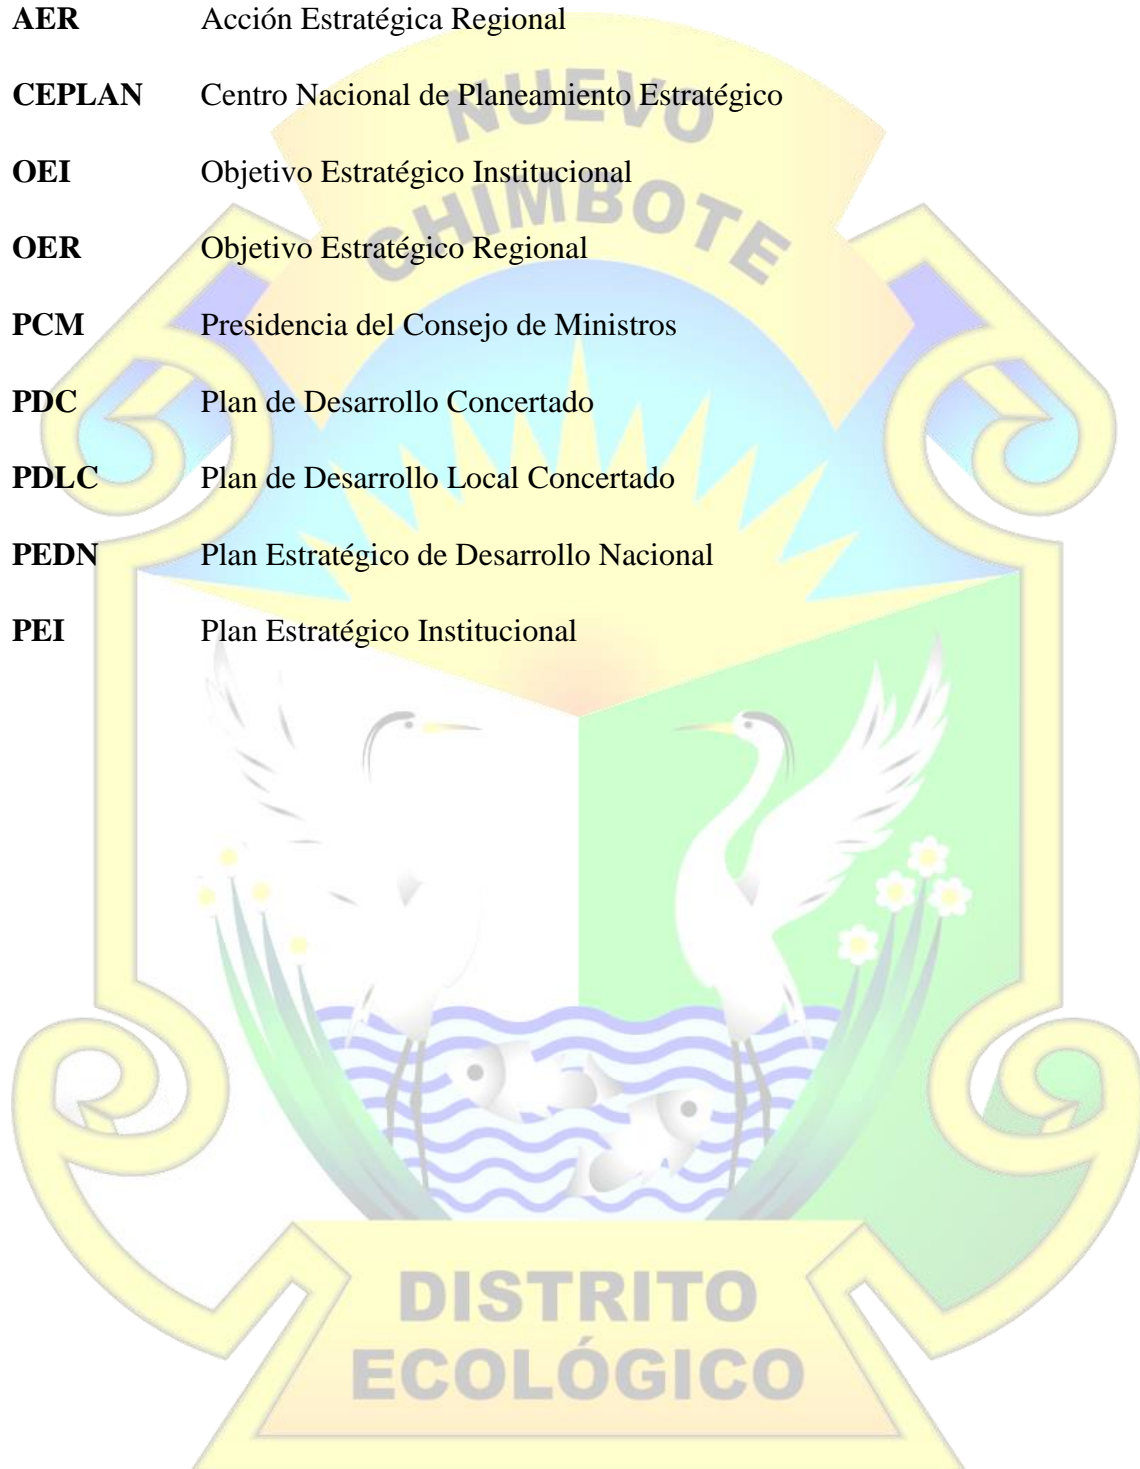 AER Acción Estratégica Regional
CEPLAN Centro Nacional de Planeamiento Estratégico
OEI Objetivo Estratégico Institucional
OER Objetivo Estratégico Regional
PCM Presidencia del Consejo de Ministros
PDC Plan de Desarrollo Concertado
PDLC Plan de Desarrollo Local Concertado
PEDN Plan Estratégico de Desarrollo Nacional
PEI Plan Estratégico Institucional
NUEVO
CHIMBOTE
DISTRITO
ECOLÓGICO